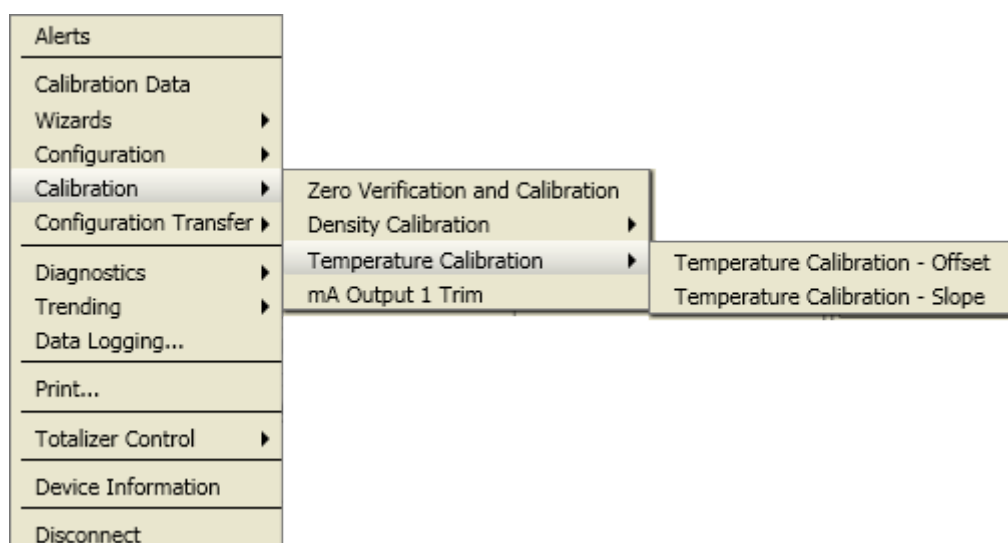 Alerts
Calibration Data
Wizards
Configuration
Calibration
Configuration Transfer
Diagnostics
Trending
Data Logging...
Print...
Totalizer Control
Device Information
Disconnect
Zero Verification and Calibration
Density Calibration
Temperature Calibration
mA Output 1 Trim
Temperature Calibration - Offset
Temperature Calibration - Slope